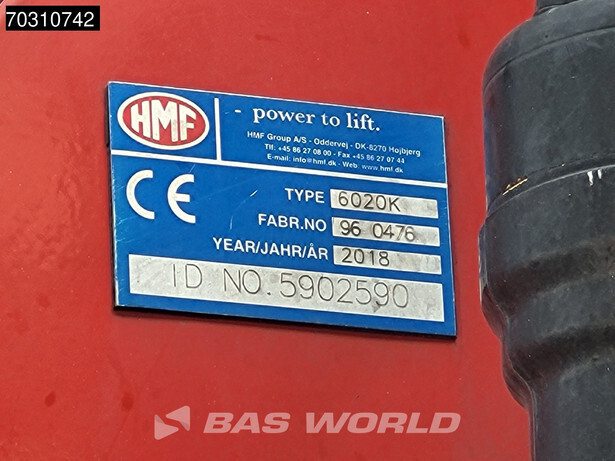 70310742
HMF
- power to lift.
HMF Group A/S - Oddervej - DK-8270 Højbjerg
Tlf: +45 86 27 08 00 - Fax +45 86 27 07 44
E-mail: info@hmf.dk - Web: www.hmf.dk
CE
TYPE 6020K
FABR.NO 96 0476
YEAR/JAHR/ÅR 2018
ID NO.5902590
BAS WORLD